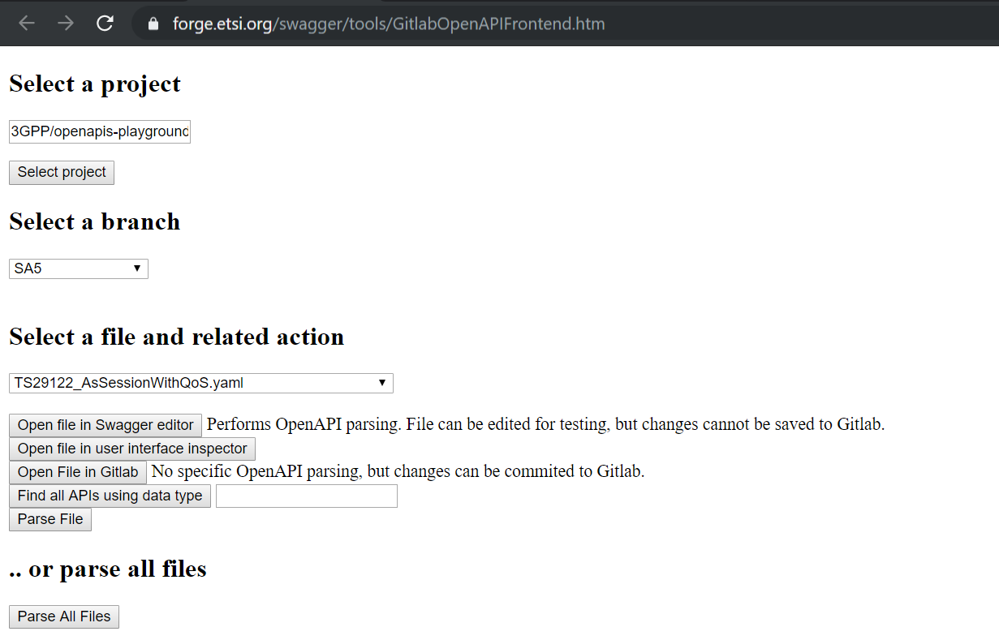 forge.etsi.org/swagger/tools/GitlabOpenAPIFrontend.htm
Select a project
3GPP/openapis-playground
Select project
Select a branch
SA5
Select a file and related action
TS29122_AsSessionWithQoS.yaml
Open file in Swagger editor Performs OpenAPI parsing. File can be edited for testing, but changes cannot be saved to Gitlab.
Open file in user interface inspector
Open File in Gitlab No specific OpenAPI parsing, but changes can be commited to Gitlab.
Find all APIs using data type
Parse File
.. or parse all files
Parse All Files